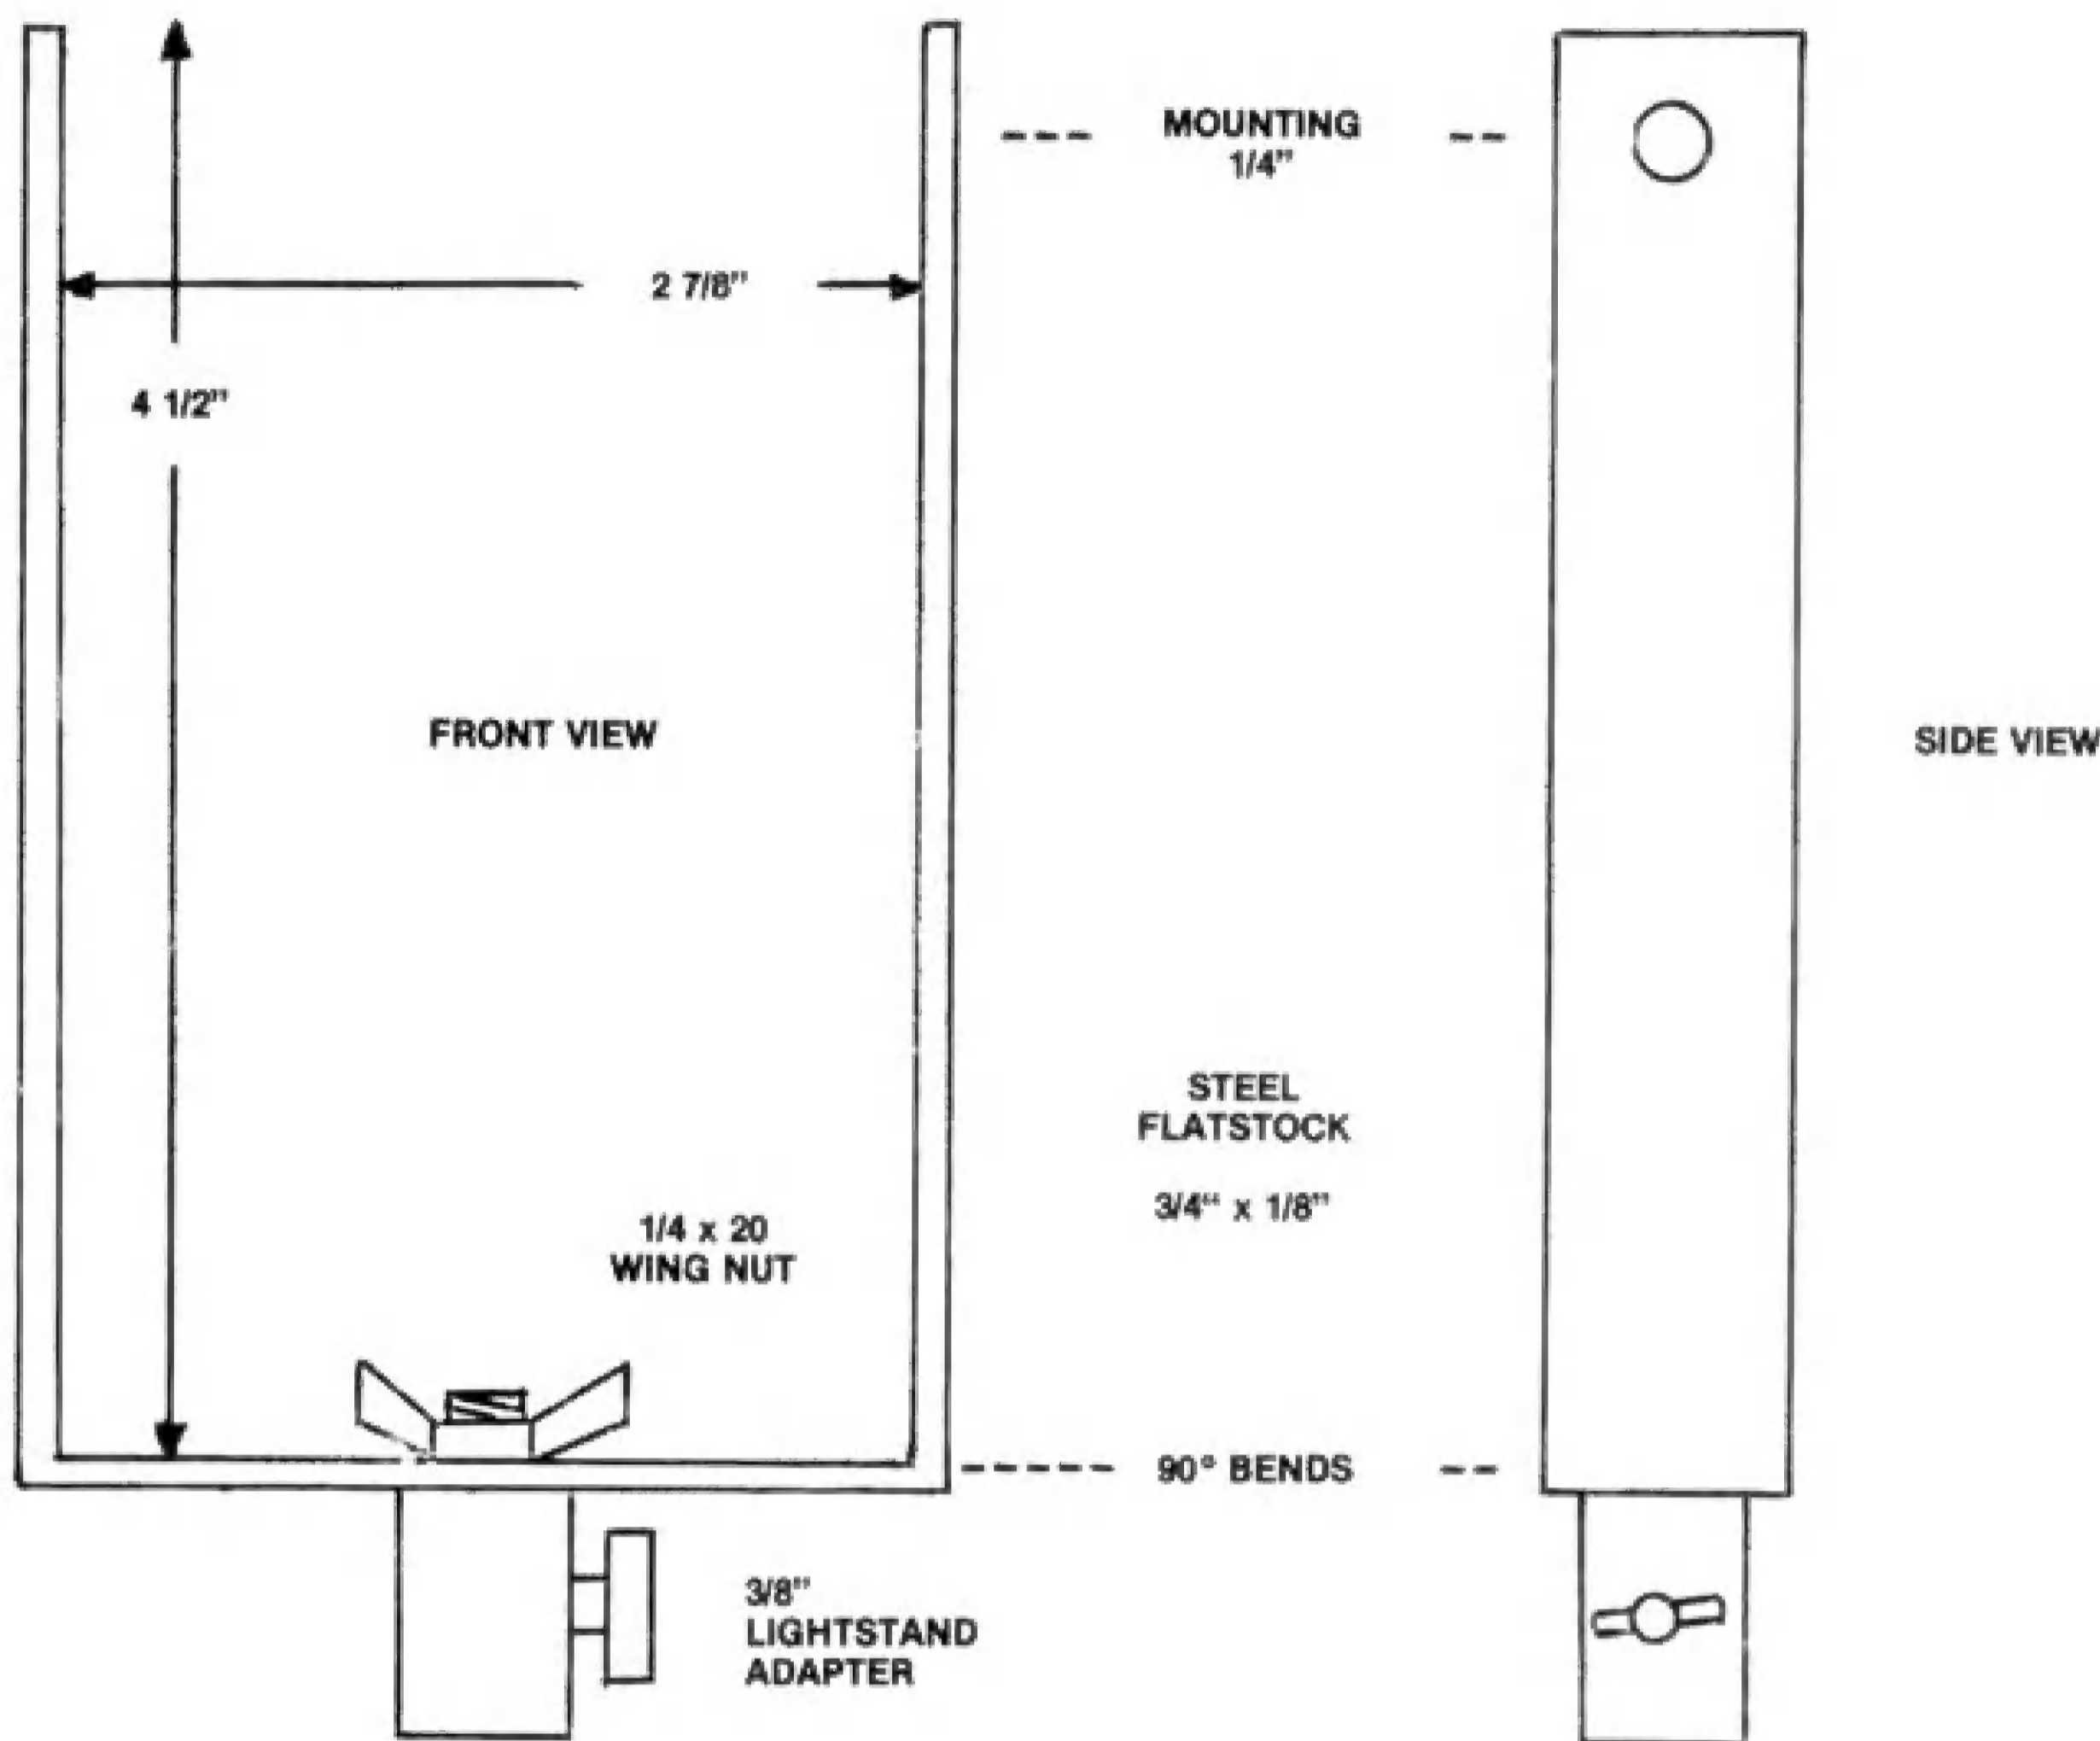 MOUNTING
1/4"
2 7/8"
4 1/2"
FRONT VIEW
SIDE VIEW
STEEL
FLATSTOCK
3/4" x 1/8"
1/4 x 20
WING NUT
90° BENDS
3/8"
LIGHTSTAND
ADAPTER